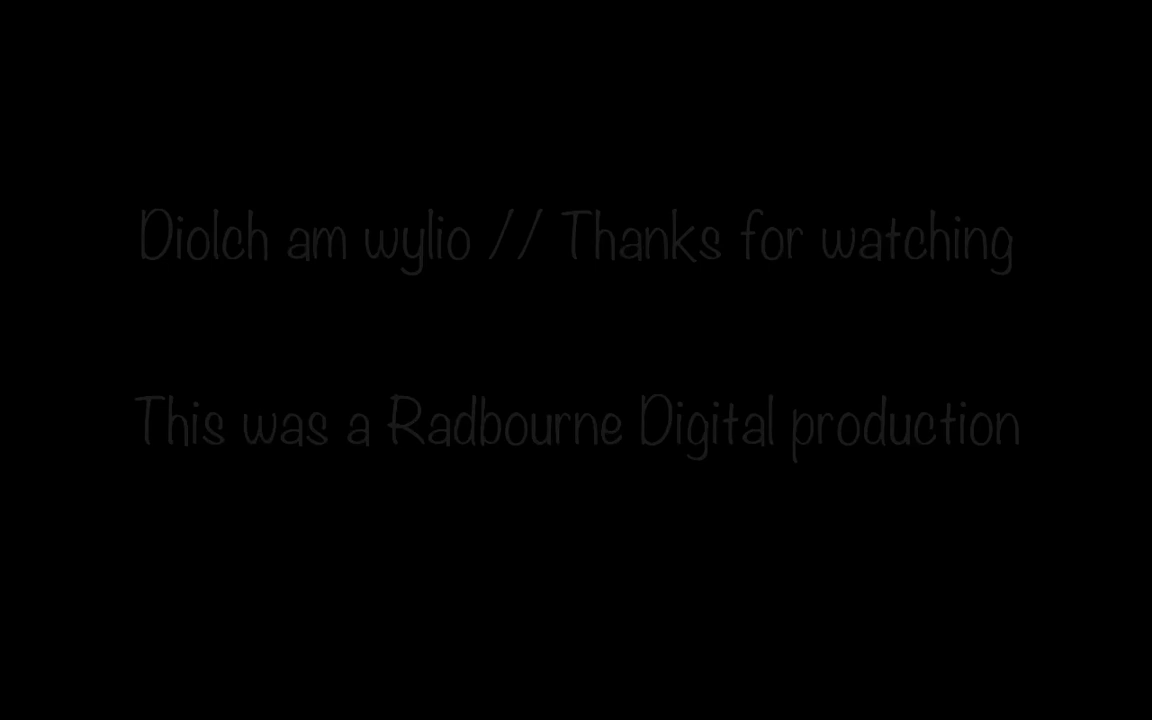 Diolch am wylio // Thanks for watching
This was a Radbourne Digital production